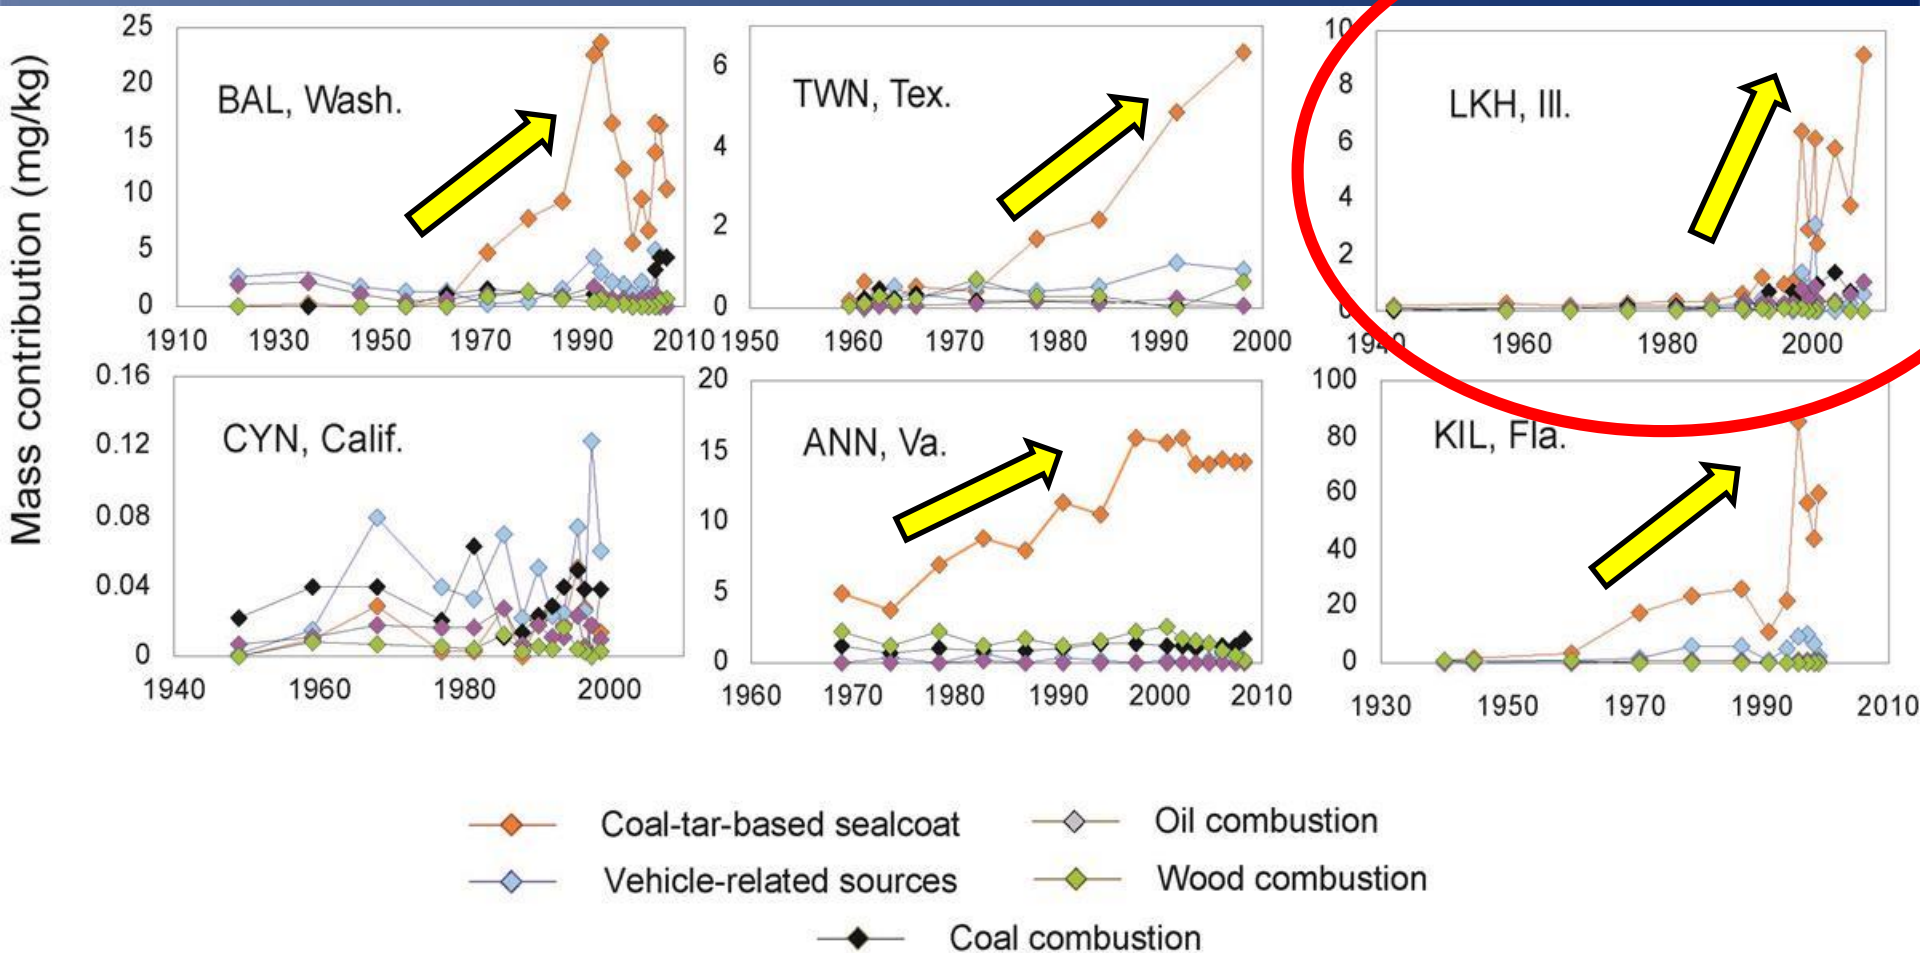 Mass contribution (mg/kg)
25
20
15
10
5
0
BAL, Wash.
1910 1930 1950 1970 1990 2010
6
4
2
0
TWN, Tex.
1950 1960 1970 1980 1990 2000
10
8
6
4
2
0
LKH, Ill.
1940 1960 1980 2000
0.16
0.12
0.08
0.04
0
CYN, Calif.
1940 1960 1980 2000
20
15
10
5
0
ANN, Va.
1960 1970 1980 1990 2000 2010
100
80
60
40
20
0
KIL, Fla.
1930 1950 1970 1990 2010
Coal-tar-based sealcoat
Oil combustion
Vehicle-related sources
Wood combustion
Coal combustion